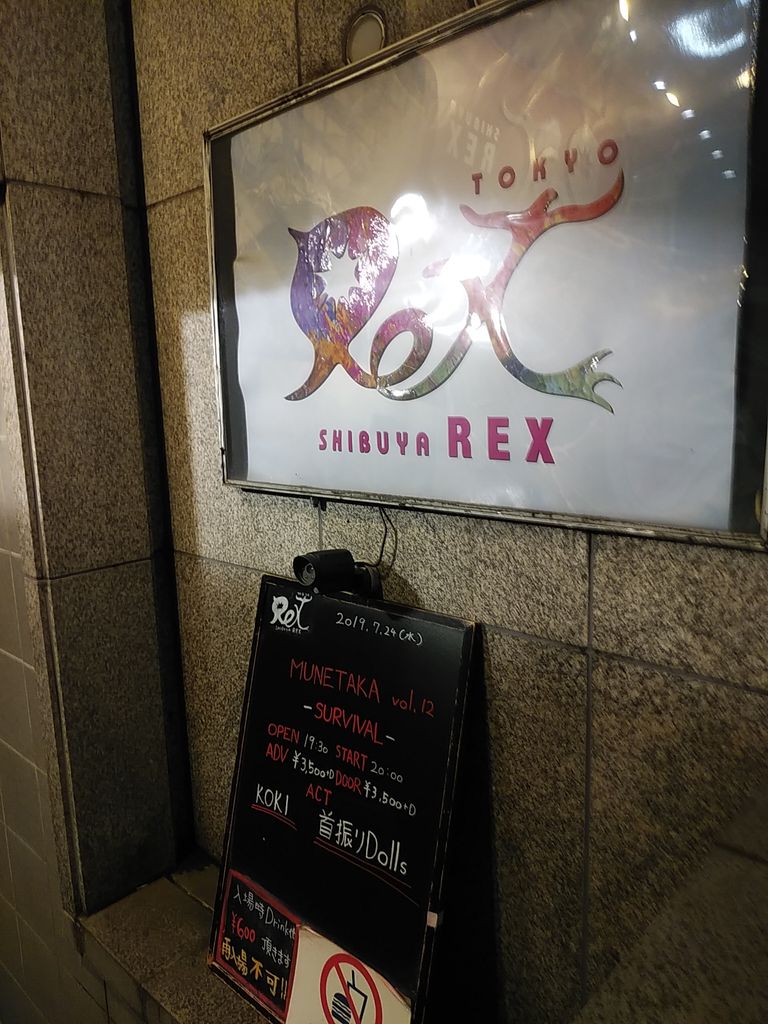 TOKYO
ReX
SHIBUYA REX
ReX
SHIBUYA REX
2019.7.24(水)
MUNETAKA vol.12
-SURVIVAL-
OPEN 19:30 START 20:00
ADV ¥3,500+D DOOR ¥3,500+D
ACT
KOKI 首振りDolls
入場時Drink代
¥600 頂きます
再入場不可!!